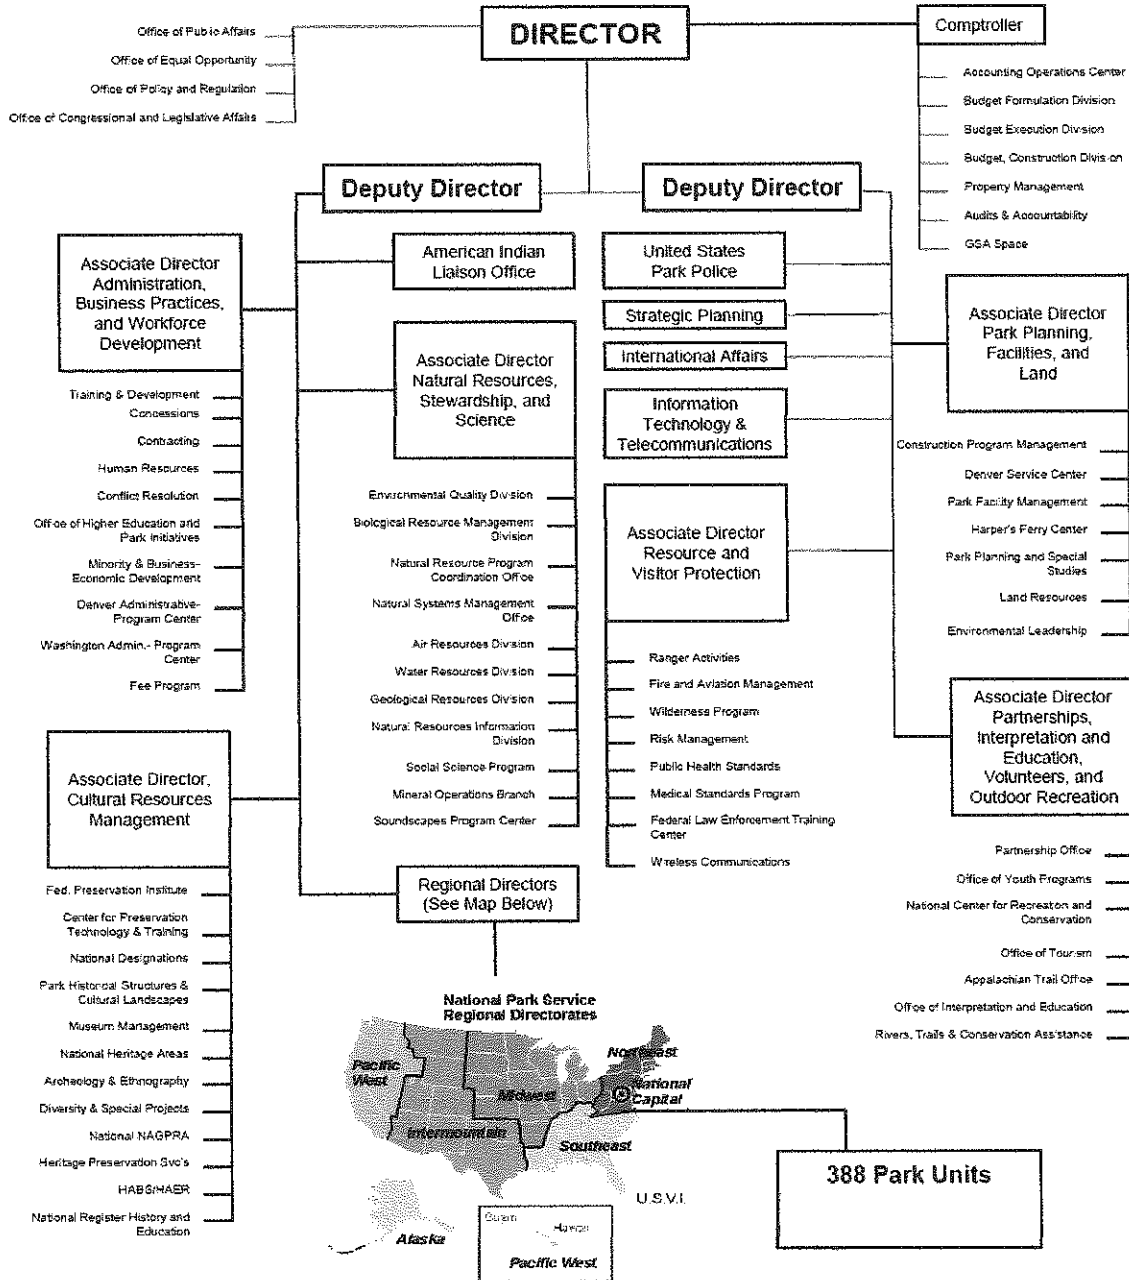 DIRECTOR
Office of Public Affairs
Office of Equal Opportunity
Office of Policy and Regulation
Office of Congressional and Legislative Affairs
Comptroller
Accounting Operations Center
Budget Formulation Division
Budget Execution Division
Budget, Construction Division
Property Management
Audits & Accountability
GSA Space
Deputy Director
Deputy Director
Associate Director
Administration,
Business Practices,
and Workforce
Development
Training & Development
Concessions
Contracting
Human Resources
Conflict Resolution
Office of Higher Education and
Park Initiatives
Minority & Business-
Economic Development
Denver Administrative-
Program Center
Washington Admin.- Program
Center
Fee Program
Associate Director,
Cultural Resources
Management
Fed. Preservation Institute
Center for Preservation
Technology & Training
National Designations
Park Historical Structures &
Cultural Landscapes
Museum Management
National Heritage Areas
Archeology & Ethnography
Diversity & Special Projects
National NAGPRA
Heritage Preservation Svc's
HABS/HAER
National Register History and
Education
American Indian
Liaison Office
Associate Director
Natural Resources,
Stewardship, and
Science
Environmental Quality Division
Biological Resource Management
Division
Natural Resource Program
Coordination Office
Natural Systems Management
Office
Air Resources Division
Water Resources Division
Geological Resources Division
Natural Resources Information
Division
Social Science Program
Mineral Operations Branch
Soundscapes Program Center
Regional Directors
(See Map Below)
United States
Park Police
Strategic Planning
International Affairs
Information
Technology &
Telecommunications
Associate Director
Resource and
Visitor Protection
Ranger Activities
Fire and Aviation Management
Wilderness Program
Risk Management
Public Health Standards
Medical Standards Program
Federal Law Enforcement Training
Center
Wireless Communications
Associate Director
Park Planning,
Facilities, and
Land
Construction Program Management
Denver Service Center
Park Facility Management
Harper's Ferry Center
Park Planning and Special
Studies
Land Resources
Environmental Leadership
Associate Director
Partnerships,
Interpretation and
Education,
Volunteers, and
Outdoor Recreation
Partnership Office
Office of Youth Programs
National Center for Recreation and
Conservation
Office of Tourism
Appalachian Trail Office
Office of Interpretation and Education
Rivers, Trails & Conservation Assistance
National Park Service
Regional Directorates
Pacific
West
Intermountain
Midwest
Northeast
National
Capital
Southeast
U.S.V.I.
Alaska
Guam
Hawaii
Pacific West
388 Park Units